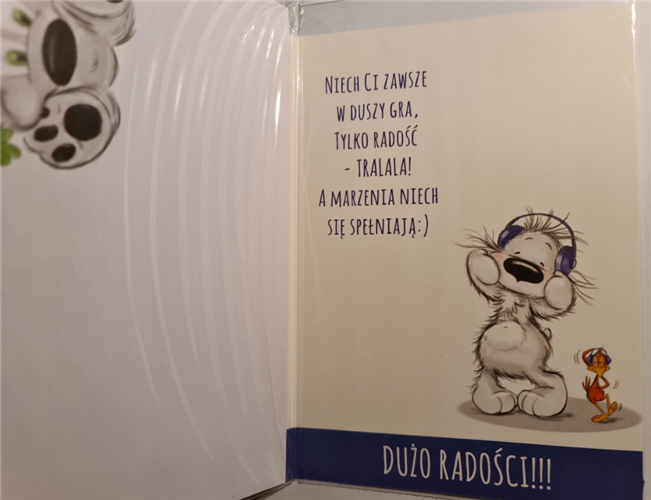 NIECH CI ZAWSZE
W DUSZY GRA,
TYLKO RADOŚĆ
- TRALALA!
A MARZENIA NIECH
SIĘ SPEŁNIAJĄ:)
DUŻO RADOŚCI!!!